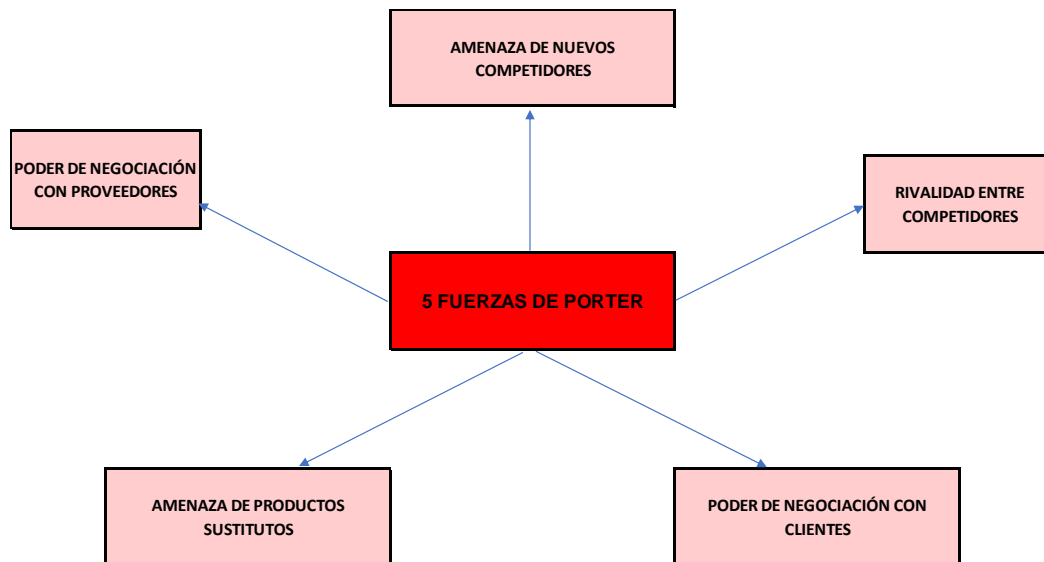 AMENAZA DE NUEVOS
COMPETIDORES
PODER DE NEGOCIACIÓN
CON PROVEEDORES
RIVALIDAD ENTRE
COMPETIDORES
5 FUERZAS DE PORTER
AMENAZA DE PRODUCTOS
SUSTITUTOS
PODER DE NEGOCIACIÓN CON
CLIENTES